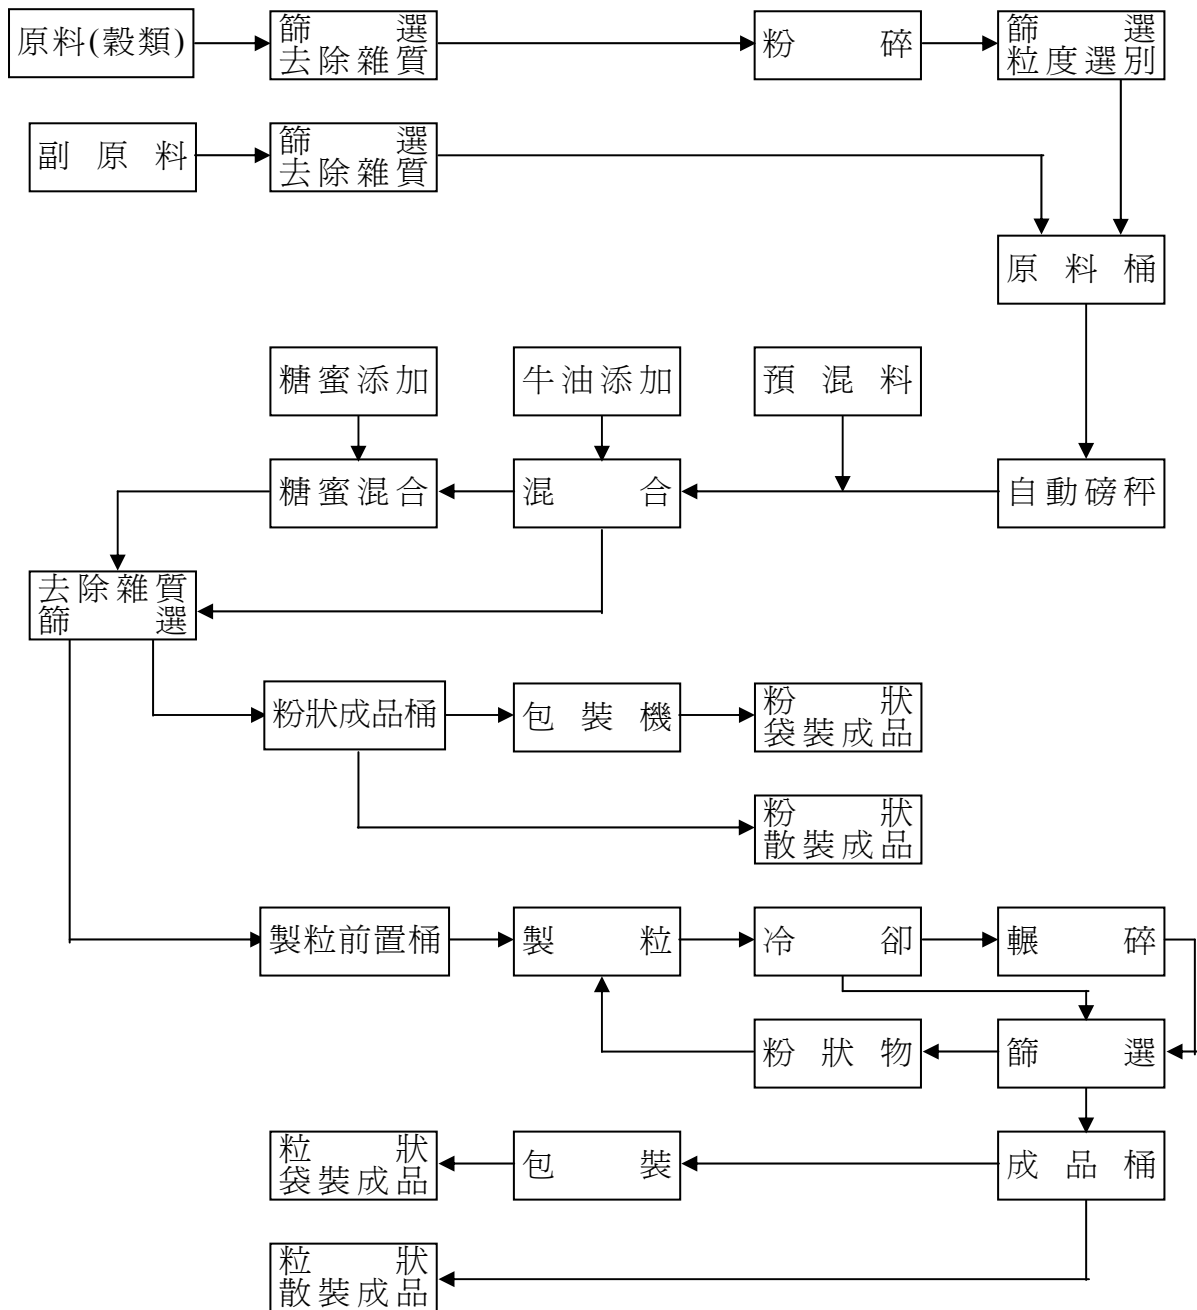 原料(穀類)
篩選
去除雜質
粉碎
篩選
粒度選別
副原料
篩選
去除雜質
原料桶
糖蜜添加
牛油添加
預混料
糖蜜混合
混合
自動磅秤
去除雜質
篩選
粉狀成品桶
包裝機
粉狀
袋裝成品
粉狀
散裝成品
製粒前置桶
製粒
冷卻
輾碎
粉狀物
篩選
粒狀
袋裝成品
包裝
成品桶
粒狀
散裝成品